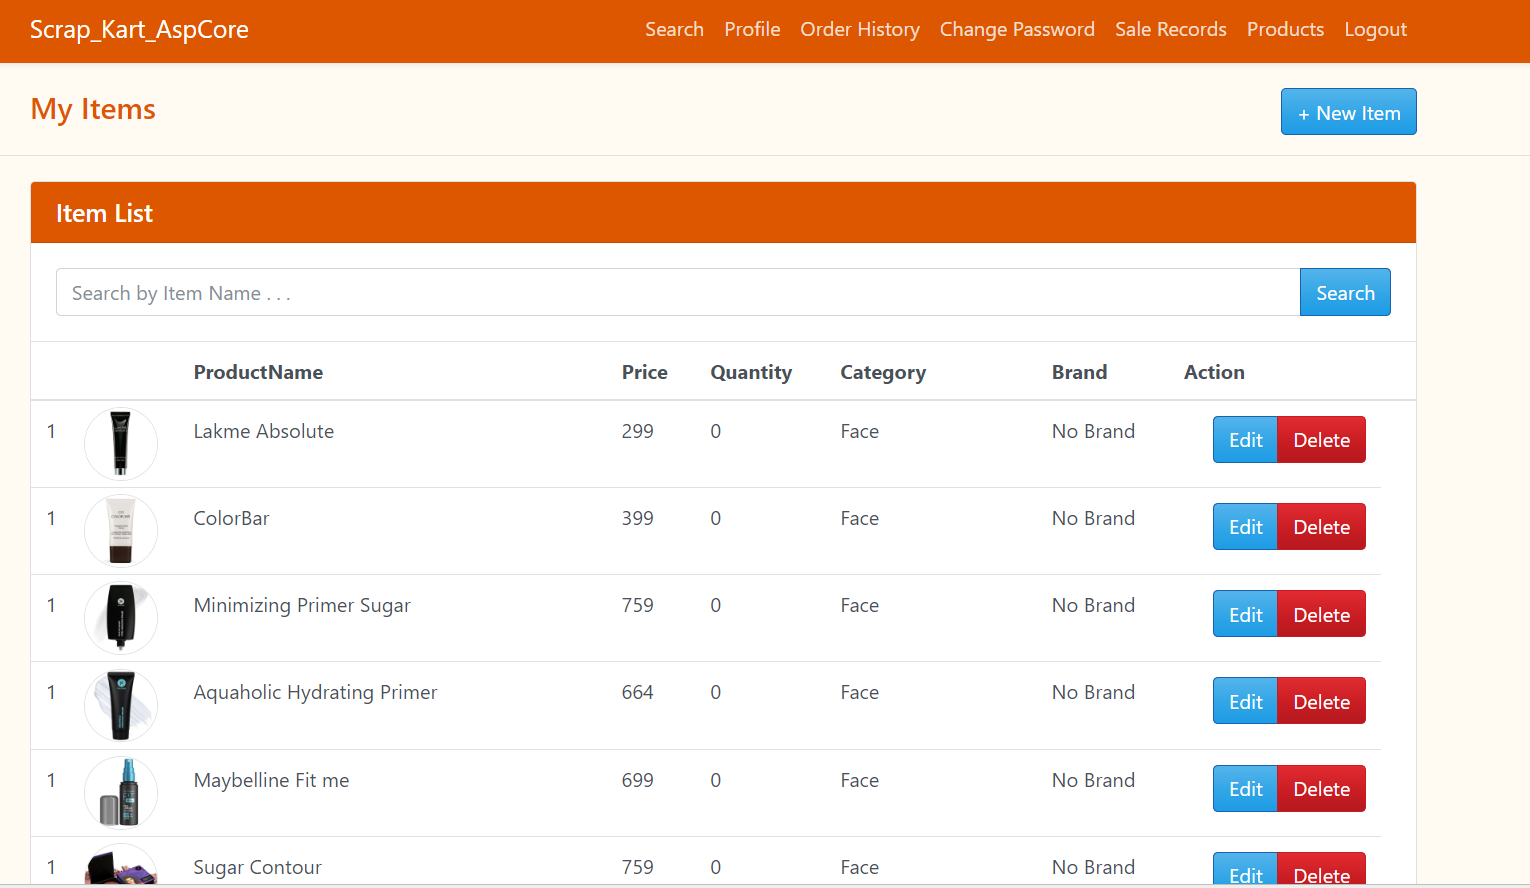 Scrap_Kart_AspCore Search Profile Order History Change Password Sale Records Products Logout
My Items + New Item
Item List
Search by Item Name . . . Search
ProductName Price Quantity Category Brand Action
1 Lakme Absolute 299 0 Face No Brand Edit Delete
1 ColorBar 399 0 Face No Brand Edit Delete
1 Minimizing Primer Sugar 759 0 Face No Brand Edit Delete
1 Aquaholic Hydrating Primer 664 0 Face No Brand Edit Delete
1 Maybelline Fit me 699 0 Face No Brand Edit Delete
1 Sugar Contour 759 0 Face No Brand Edit Delete